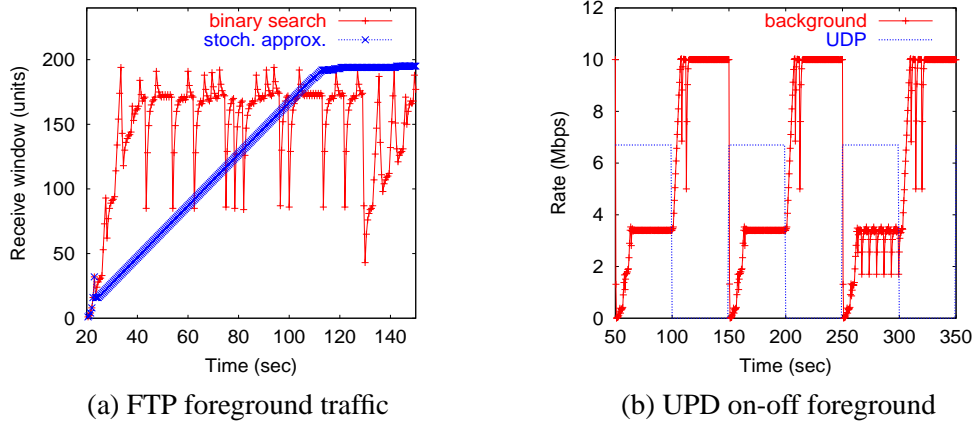 binary search
stoch. approx.
Receive window (units)
200
150
100
50
0
20 40 60 80 100 120 140
Time (sec)
(a) FTP foreground traffic
background
UDP
Rate (Mbps)
12
10
8
6
4
2
0
50 100 150 200 250 300 350
Time (sec)
(b) UPD on-off foreground